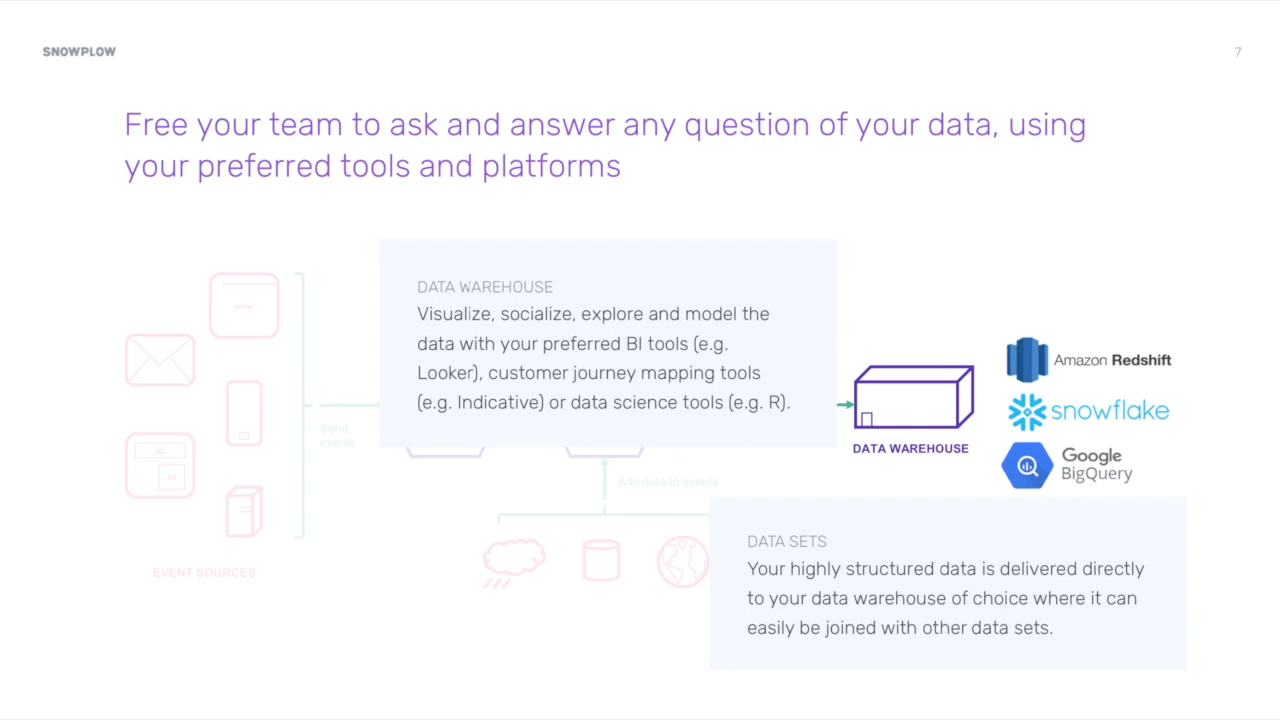 SNOWPLOW
7
Free your team to ask and answer any question of your data, using
your preferred tools and platforms
DATA WAREHOUSE
Visualize, socialize, explore and model the
data with your preferred BI tools (e.g.
Looker), customer journey mapping tools
(e.g. Indicative) or data science tools (e.g. R).
Send
events
Add data to events
AD
Ad
EVENT SOURCES
DATA WAREHOUSE
Amazon Redshift
snowflake
Google
BigQuery
DATA SETS
Your highly structured data is delivered directly
to your data warehouse of choice where it can
easily be joined with other data sets.